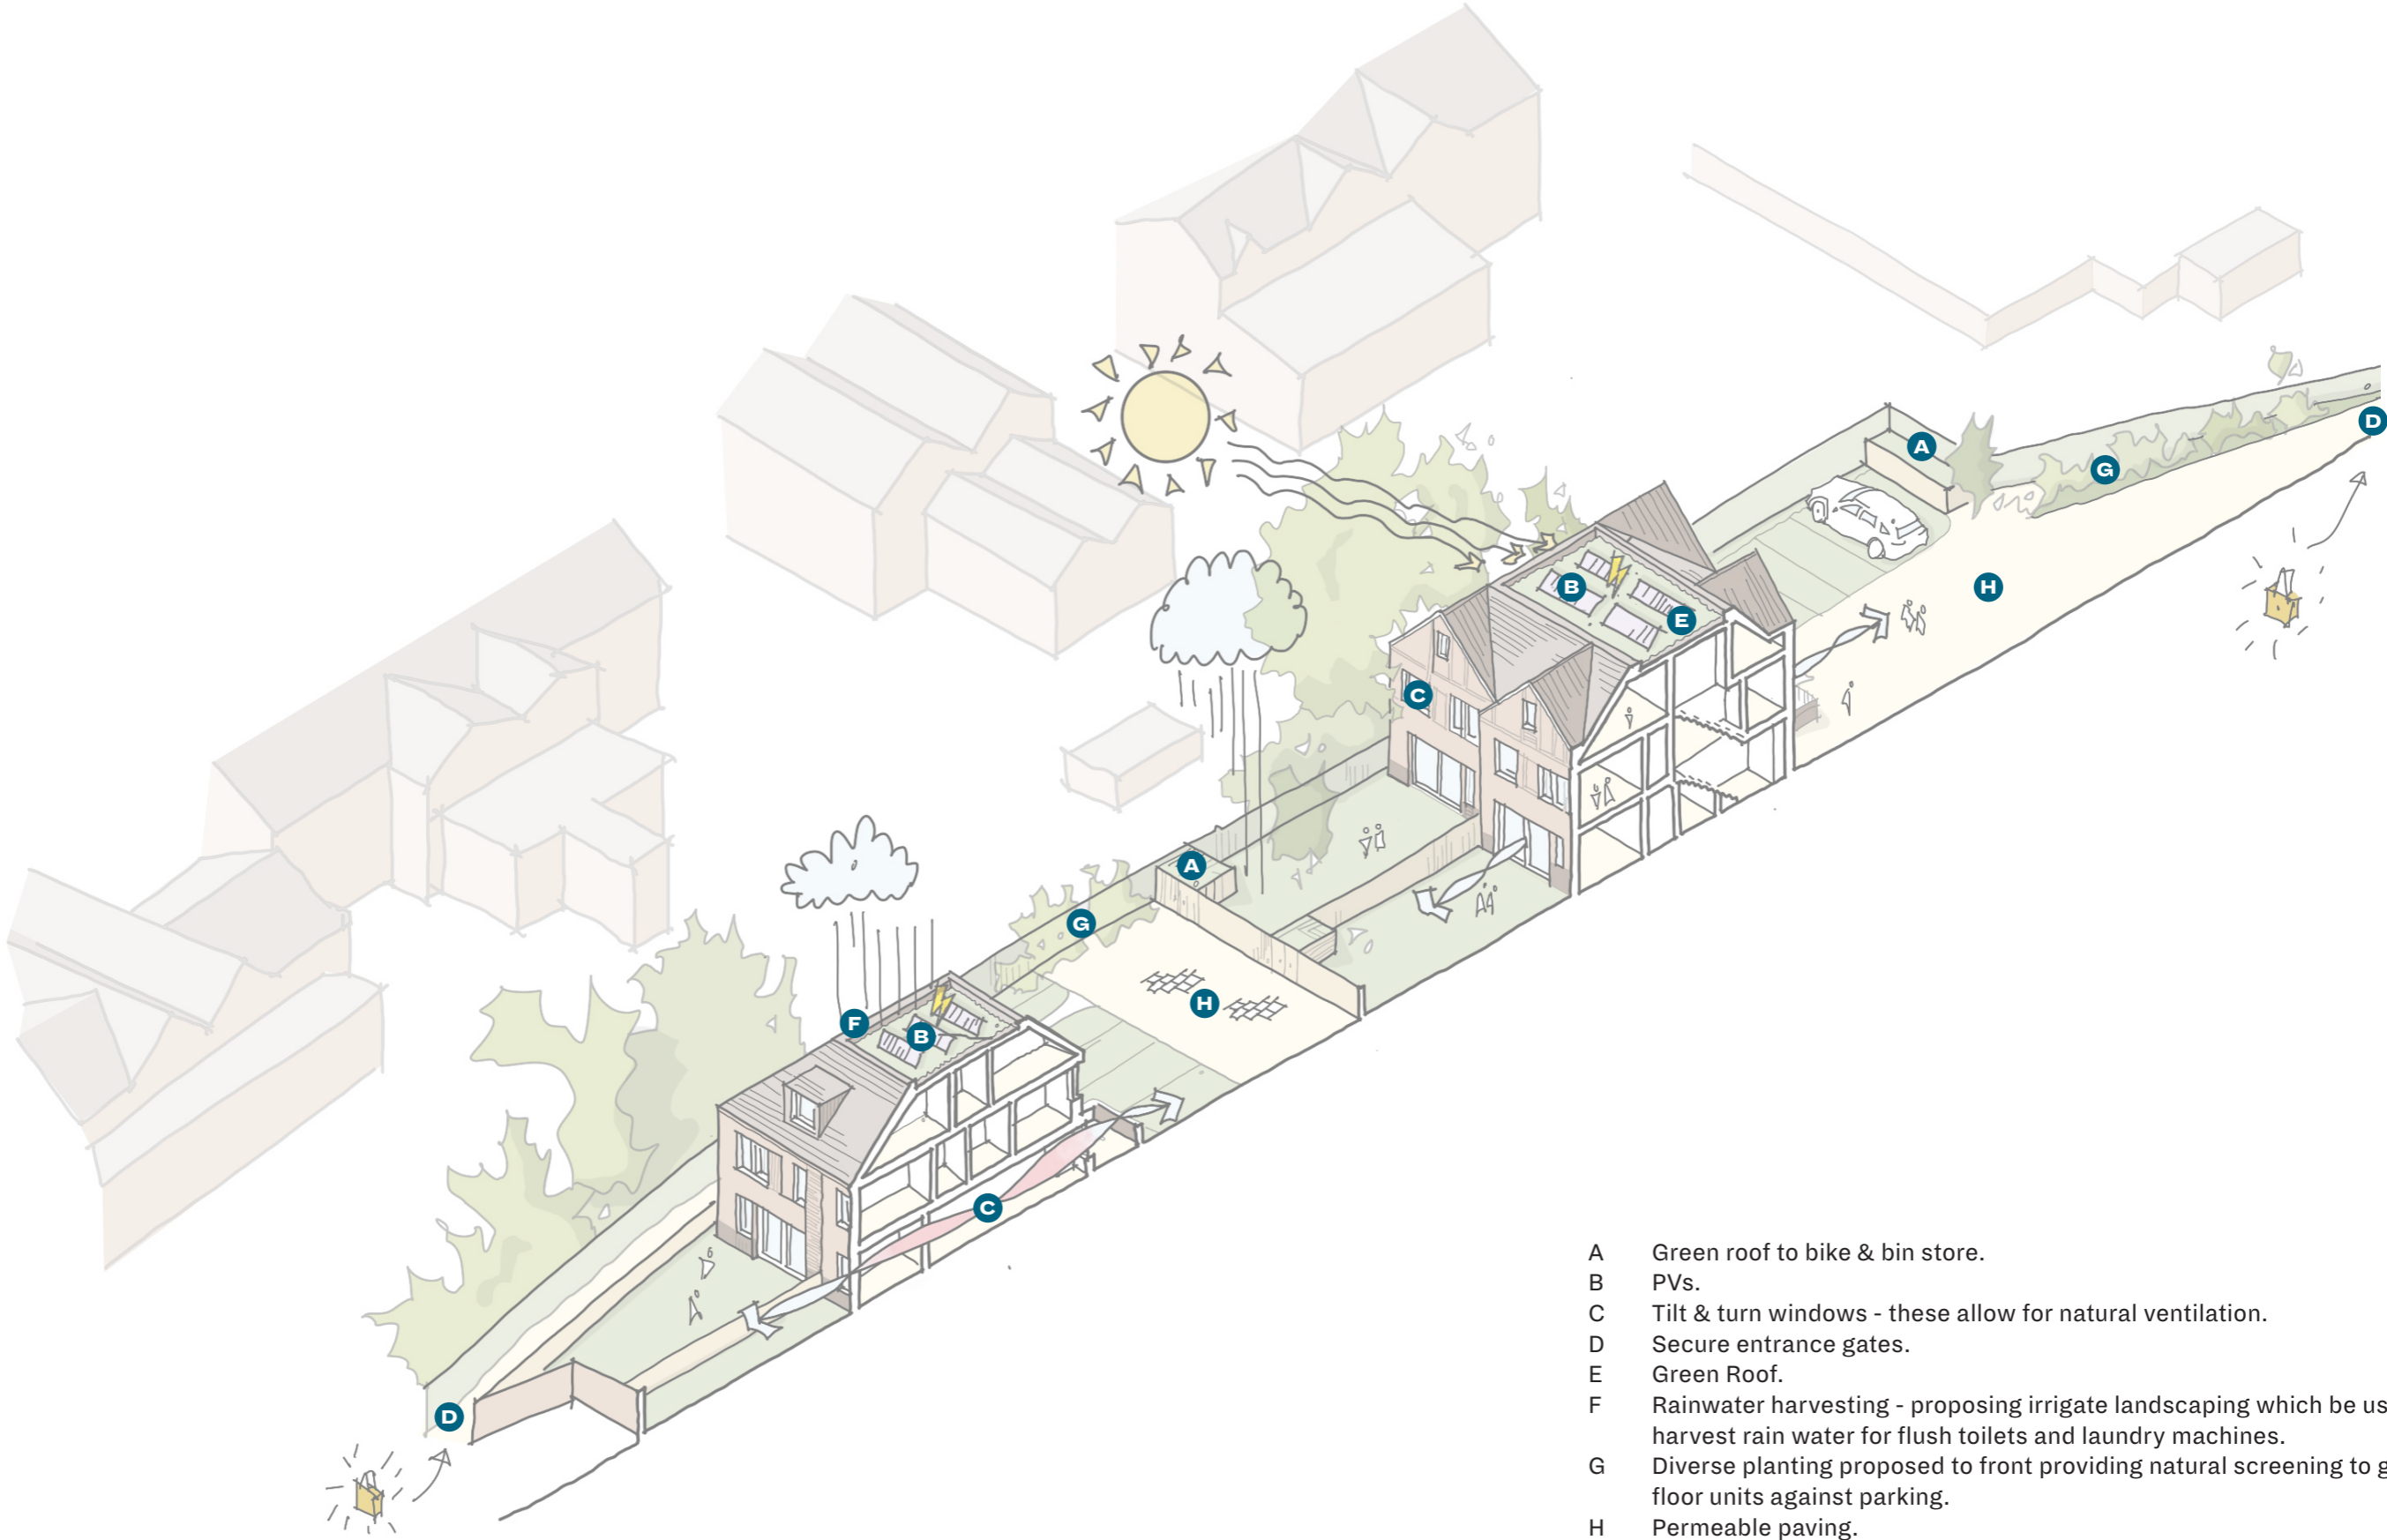 D
A
G
H
B
E
C
A
G
H
F
B
C
D
A Green roof to bike & bin store.
B PVs.
C Tilt & turn windows - these allow for natural ventilation.
D Secure entrance gates.
E Green Roof.
F Rainwater harvesting - proposing irrigate landscaping which be
harvest rain water for flush toilets and laundry machines.
G Diverse planting proposed to front providing natural screening to
floor units against parking.
H Permeable paving.